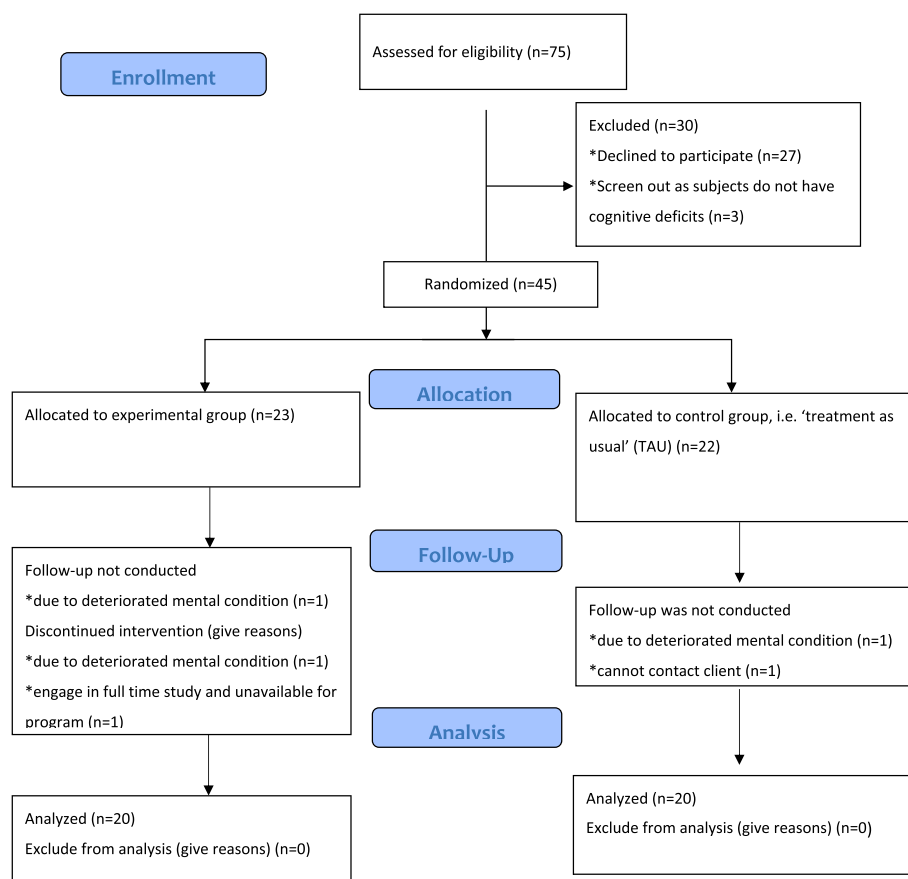 Assessed for eligibility (n=75)
Enrollment
Excluded (n=30)
*Declined to participate (n=27)
*Screen out as subjects do not have
cognitive deficits (n=3)
Randomized (n=45)
Allocation
Allocated to experimental group (n=23)
Allocated to control group, i.e. ‘treatment as
usual’ (TAU) (n=22)
Follow-Up
Follow-up not conducted
*due to deteriorated mental condition (n=1)
Discontinued intervention (give reasons)
*due to deteriorated mental condition (n=1)
*engage in full time study and unavailable for
program (n=1)
Follow-up was not conducted
*due to deteriorated mental condition (n=1)
*cannot contact client (n=1)
Analysis
Analyzed (n=20)
Exclude from analysis (give reasons) (n=0)
Analyzed (n=20)
Exclude from analysis (give reasons) (n=0)